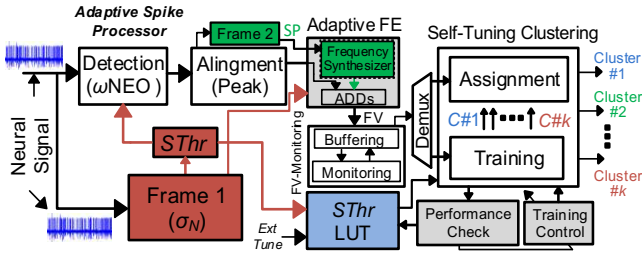 Adaptive Spike
Processor
Frame 2
SP
Adaptive FE
Self-Tuning Clustering
Detection
(ωNEO)
Alingment
(Peak)
Frequency
Synthesizer
ADDs
FV
Demux
Assignment
C#1
C#k
Training
Cluster
#1
Cluster
#2
Cluster
#k
Neural
Signal
SThr
Frame 1
(σN)
FV-Monitoring
Buffering
Monitoring
Ext
Tune
SThr
LUT
Performance
Check
Training
Control